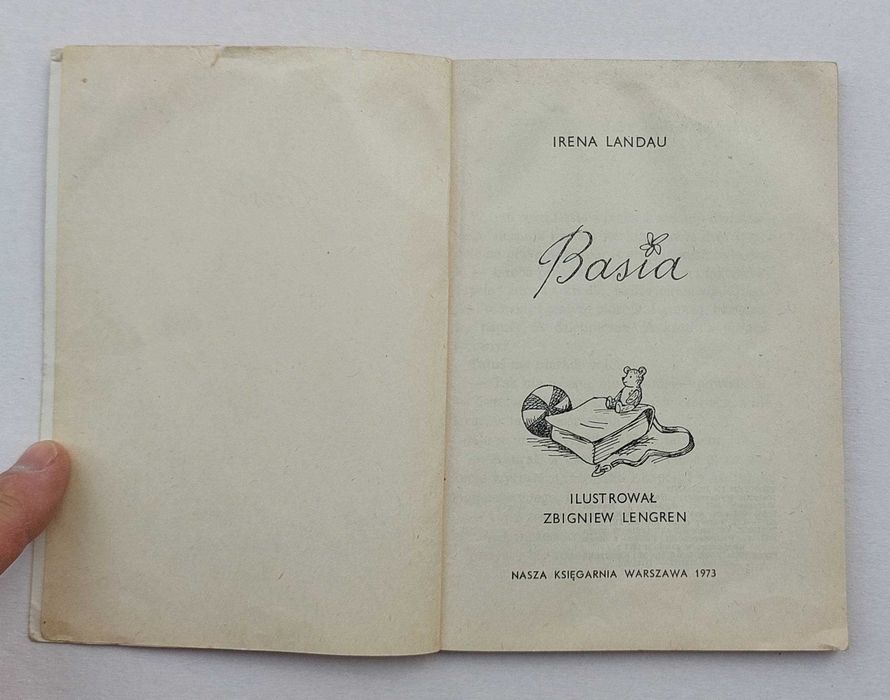 IRENA LANDAU
Basia
ILUSTROWAŁ
ZBIGNIEW LENGREN
NASZA KSIĘGARNIA WARSZAWA 1973